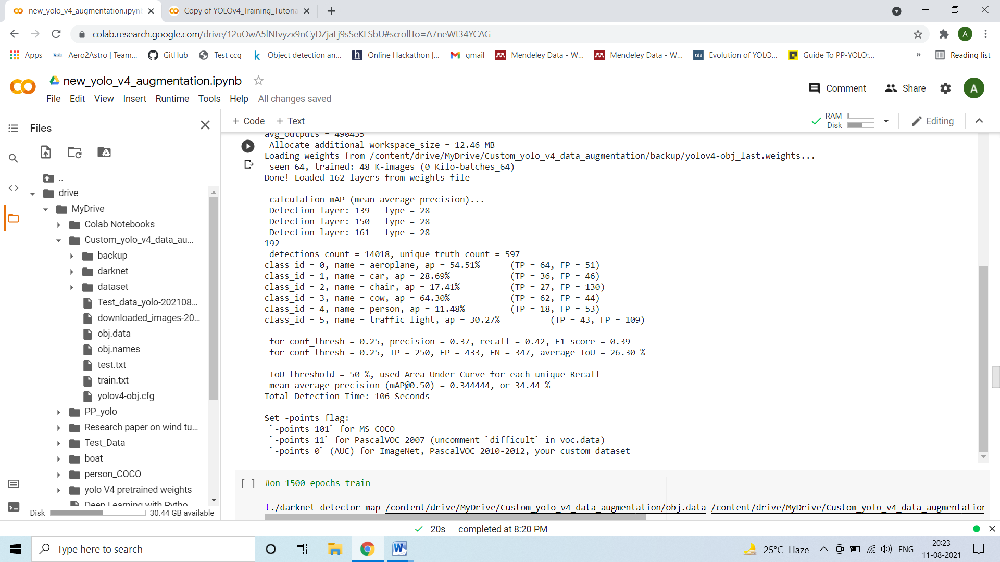 new_yolo_v4_augmentation.ipynb
Copy of YOLOv4_Training_Tutoria
colab.research.google.com/drive/12uOwA5lNtvyzx9nCyDZjaLj9sSeKLSbU#scrollTo=A7neWt34YCAG
A
Apps
Aero2Astro | Team...
GitHub
Test ccg
Object detection an...
Online Hackathon |...
gmail
Mendeley Data - W...
Mendeley Data - W...
tds
Evolution of YOLO...
Guide To PP-YOLO:...
»
Reading list
new_yolo_v4_augmentation.ipynb
File Edit View Insert Runtime Tools Help All changes saved
Comment
Share
A
Files
+ Code + Text
RAM
Disk
Editing
..
drive
MyDrive
Colab Notebooks
Custom_yolo_v4_data_au...
backup
darknet
dataset
Test_data_yolo-202108...
downloaded_images-20...
obj.data
obj.names
test.txt
train.txt
yolov4-obj.cfg
PP_yolo
Research paper on wind tu...
Test_Data
boat
person_COCO
yolo V4 pretrained weights
Deep Learning with Pytho
Disk 30.44 GB available
avg_outputs = 490435
Allocate additional workspace_size = 12.46 MB
Loading weights from /content/drive/MyDrive/Custom_yolo_v4_data_augmentation/backup/yolov4-obj_last.weights...
seen 64, trained: 48 K-images (0 Kilo-batches_64)
Done! Loaded 162 layers from weights-file
calculation mAP (mean average precision)...
Detection layer: 139 - type = 28
Detection layer: 150 - type = 28
Detection layer: 161 - type = 28
192
detections_count = 14018, unique_truth_count = 597
class_id = 0, name = aeroplane, ap = 54.51% (TP = 64, FP = 51)
class_id = 1, name = car, ap = 28.69% (TP = 36, FP = 46)
class_id = 2, name = chair, ap = 17.41% (TP = 27, FP = 130)
class_id = 3, name = cow, ap = 64.30% (TP = 62, FP = 44)
class_id = 4, name = person, ap = 11.48% (TP = 18, FP = 53)
class_id = 5, name = traffic light, ap = 30.27% (TP = 43, FP = 109)
for conf_thresh = 0.25, precision = 0.37, recall = 0.42, F1-score = 0.39
for conf_thresh = 0.25, TP = 250, FP = 433, FN = 347, average IoU = 26.30 %
IoU threshold = 50 %, used Area-Under-Curve for each unique Recall
mean average precision (mAP@0.50) = 0.344444, or 34.44 %
Total Detection Time: 106 Seconds
Set -points flag:
`-points 101` for MS COCO
`-points 11` for PascalVOC 2007 (uncomment `difficult` in voc.data)
`-points 0` (AUC) for ImageNet, PascalVOC 2010-2012, your custom dataset
[ ] #on 1500 epochs train
!./darknet detector map /content/drive/MyDrive/Custom_yolo_v4_data_augmentation/obj.data /content/drive/MyDrive/Custom_yolo_v4_data_augmentation
20s completed at 8:20 PM
Type here to search
25°C Haze
ENG
20:23
11-08-2021